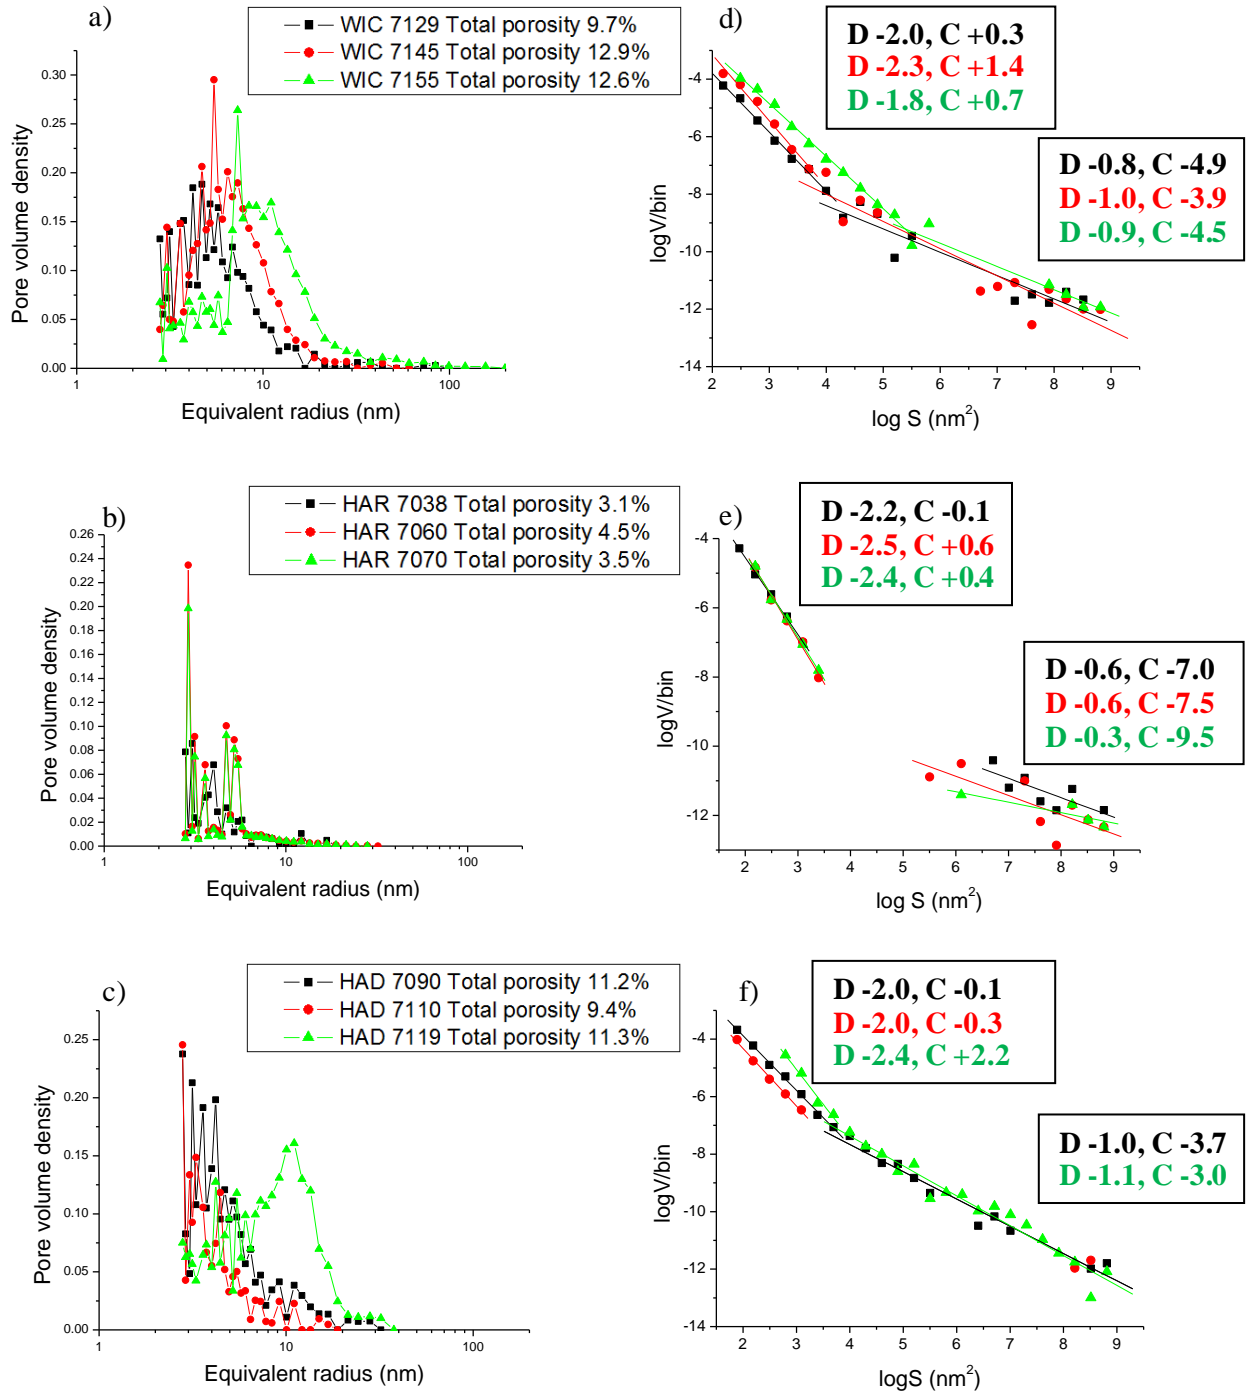 a)
WIC 7129 Total porosity 9.7%
WIC 7145 Total porosity 12.9%
WIC 7155 Total porosity 12.6%
Pore volume density
0.30
0.25
0.20
0.15
0.10
0.05
0.00
1
10
100
Equivalent radius (nm)
d)
D -2.0, C +0.3
D -2.3, C +1.4
D -1.8, C +0.7
D -0.8, C -4.9
D -1.0, C -3.9
D -0.9, C -4.5
logV/bin
-4
-6
-8
-10
-12
-14
2 3 4 5 6 7 8 9
log S (nm²)
b)
HAR 7038 Total porosity 3.1%
HAR 7060 Total porosity 4.5%
HAR 7070 Total porosity 3.5%
Pore volume density
0.26
0.24
0.22
0.20
0.18
0.16
0.14
0.12
0.10
0.08
0.06
0.04
0.02
0.00
1
10
100
Equivalent radius (nm)
e)
D -2.2, C -0.1
D -2.5, C +0.6
D -2.4, C +0.4
D -0.6, C -7.0
D -0.6, C -7.5
D -0.3, C -9.5
logV/bin
-4
-6
-8
-10
-12
2 3 4 5 6 7 8 9
log S (nm²)
c)
HAD 7090 Total porosity 11.2%
HAD 7110 Total porosity 9.4%
HAD 7119 Total porosity 11.3%
Pore volume density
0.25
0.20
0.15
0.10
0.05
0.00
1
10
100
Equivalent radius (nm)
f)
D -2.0, C -0.1
D -2.0, C -0.3
D -2.4, C +2.2
D -1.0, C -3.7
D -1.1, C -3.0
logV/bin
-4
-6
-8
-10
-12
-14
2 3 4 5 6 7 8 9
logS (nm²)